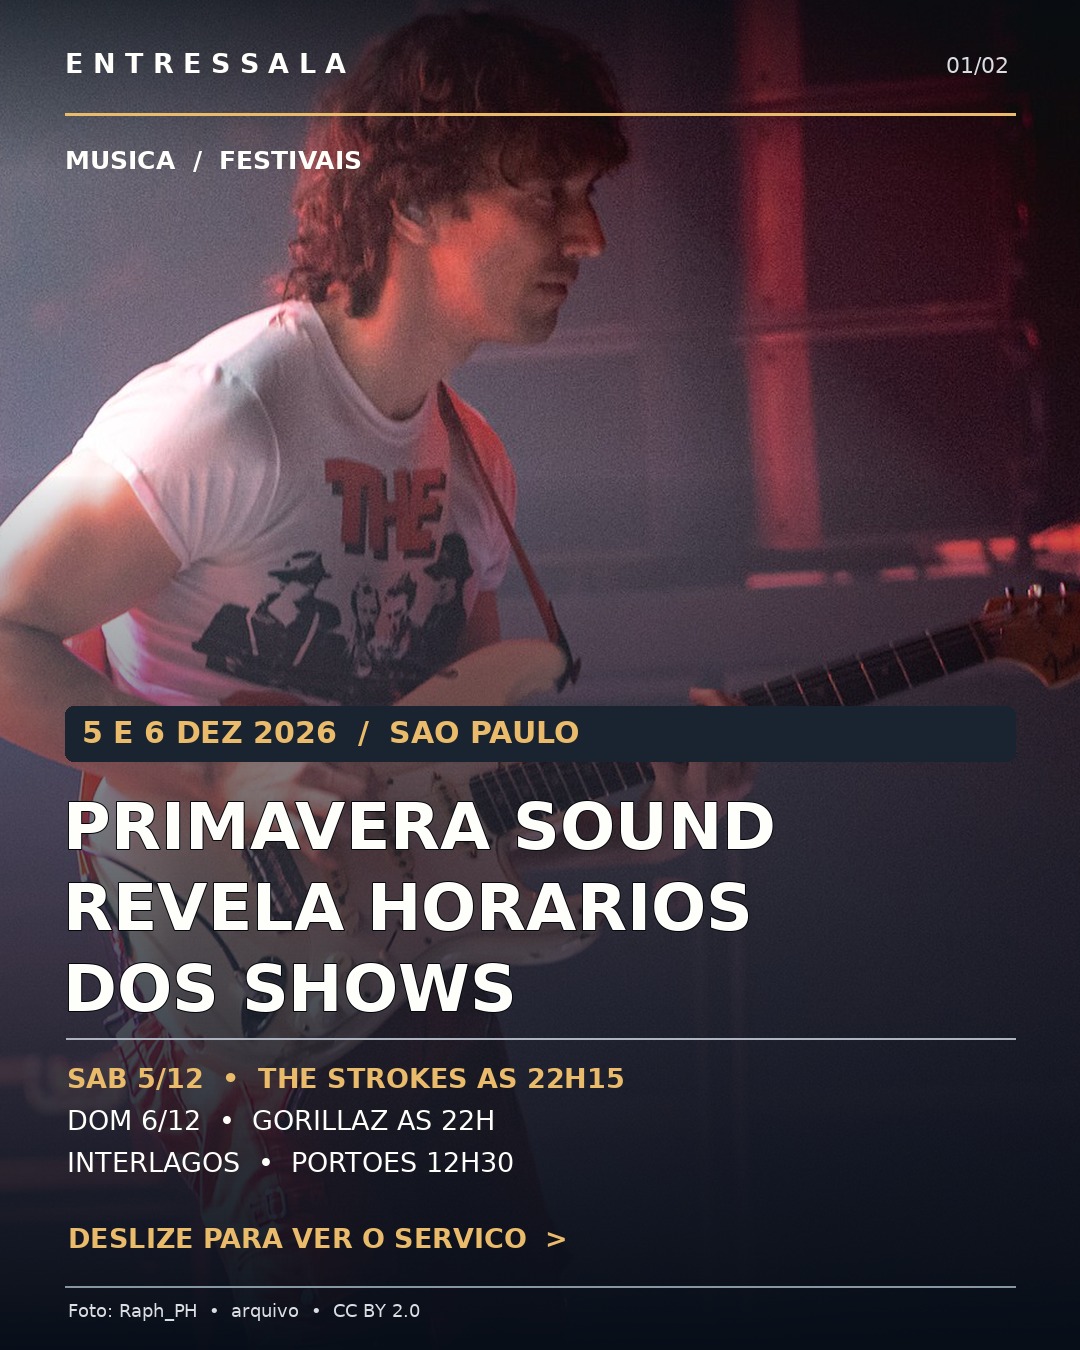 ENTRESSALA
01/02
MUSICA / FESTIVAIS
THE
5 E 6 DEZ 2026 / SAO PAULO
PRIMAVERA SOUND
REVELA HORARIOS
DOS SHOWS
SAB 5/12 • THE STROKES AS 22H15
DOM 6/12 • GORILLAZ AS 22H
INTERLAGOS • PORTOES 12H30
DESLIZE PARA VER O SERVICO >
Foto: Raph_PH • arquivo • CC BY 2.0